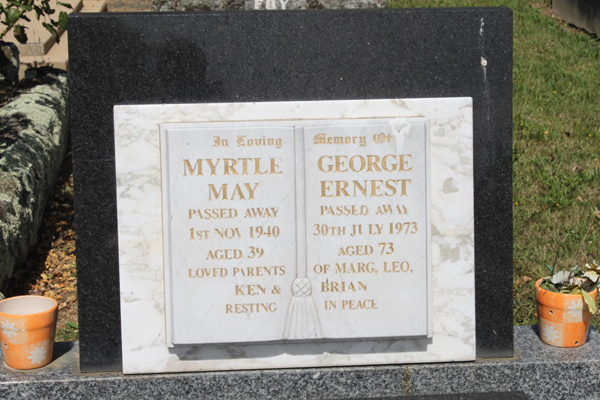 In Loving Memory Of
MYRTLE
MAY
PASSED AWAY
1ST NOV 1940
AGED 39
LOVED PARENTS
KEN &
RESTING
GEORGE
ERNEST
PASSED AWAY
30TH JULY 1973
AGED 73
OF MARG, LEO,
BRIAN
IN PEACE